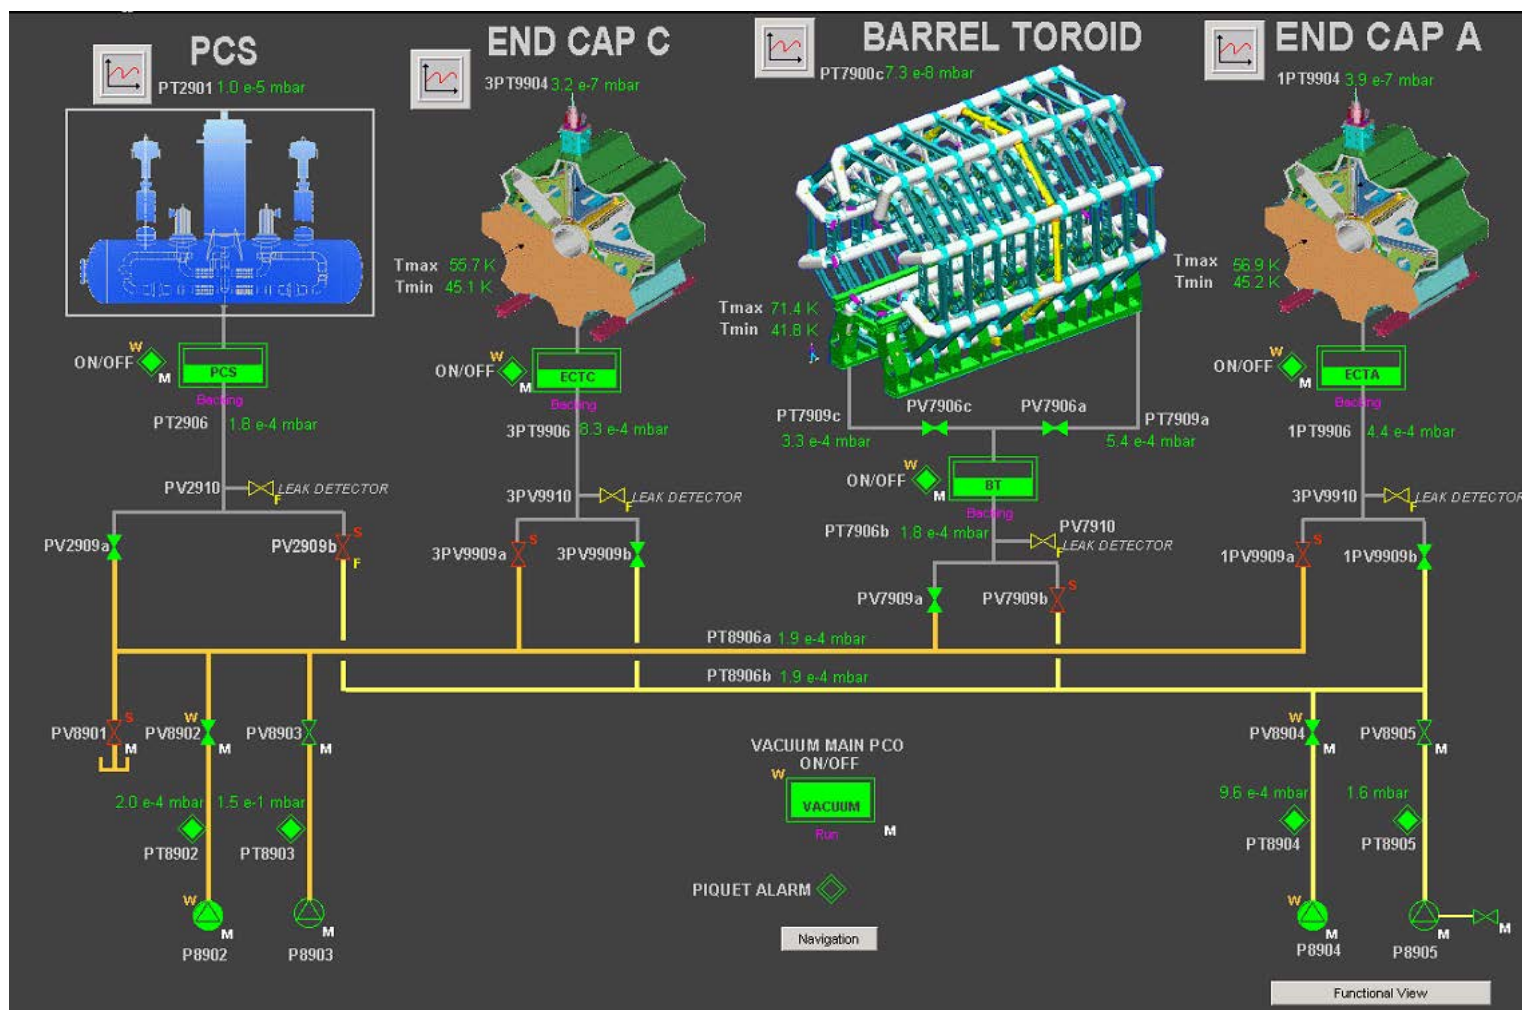 PCS
END CAP C
BARREL TOROID
END CAP A
PT2901 1.0 e-5 mbar
3PT9904 3.2 e-7 mbar
PT7900c 7.3 e-8 mbar
1PT9904 3.9 e-7 mbar
Tmax 55.7 K
Tmin 45.1 K
Tmax 71.4 K
Tmin 41.8 K
Tmax 56.9 K
Tmin 45.2 K
ON/OFF W M PCS
Backing
ON/OFF W M ECTC
Backing
ON/OFF W M ECTA
Backing
PT2906 1.8 e-4 mbar
3PT9906 8.3 e-4 mbar
PT7909c
3.3 e-4 mbar
PV7906c
PV7906a
PT7909a
5.4 e-4 mbar
1PT9906 4.4 e-4 mbar
ON/OFF W M BT
Backing
PV2910 F LEAK DETECTOR
3PV9910 F LEAK DETECTOR
PT7906b 1.8 e-4 mbar
PV7910
F LEAK DETECTOR
1PV9910 F LEAK DETECTOR
PV2909a
PV2909b S F
3PV9909a S
3PV9909b
PV7909a
PV7909b S
1PV9909a S
1PV9909b
PT8906a 1.9 e-4 mbar
PT8906b 1.9 e-4 mbar
PV8901 S M
PV8902 W M
PV8903 M
PV8904 W M
PV8905 M
VACUUM MAIN PCO
ON/OFF
W
VACUUM
Run M
2.0 e-4 mbar
1.5 e-1 mbar
9.6 e-4 mbar
1.6 mbar
PT8902
PT8903
PT8904
PT8905
PIQUET ALARM
W M
P8902
M
P8903
W M
P8904
M
P8905
M
Navigation
Functional View